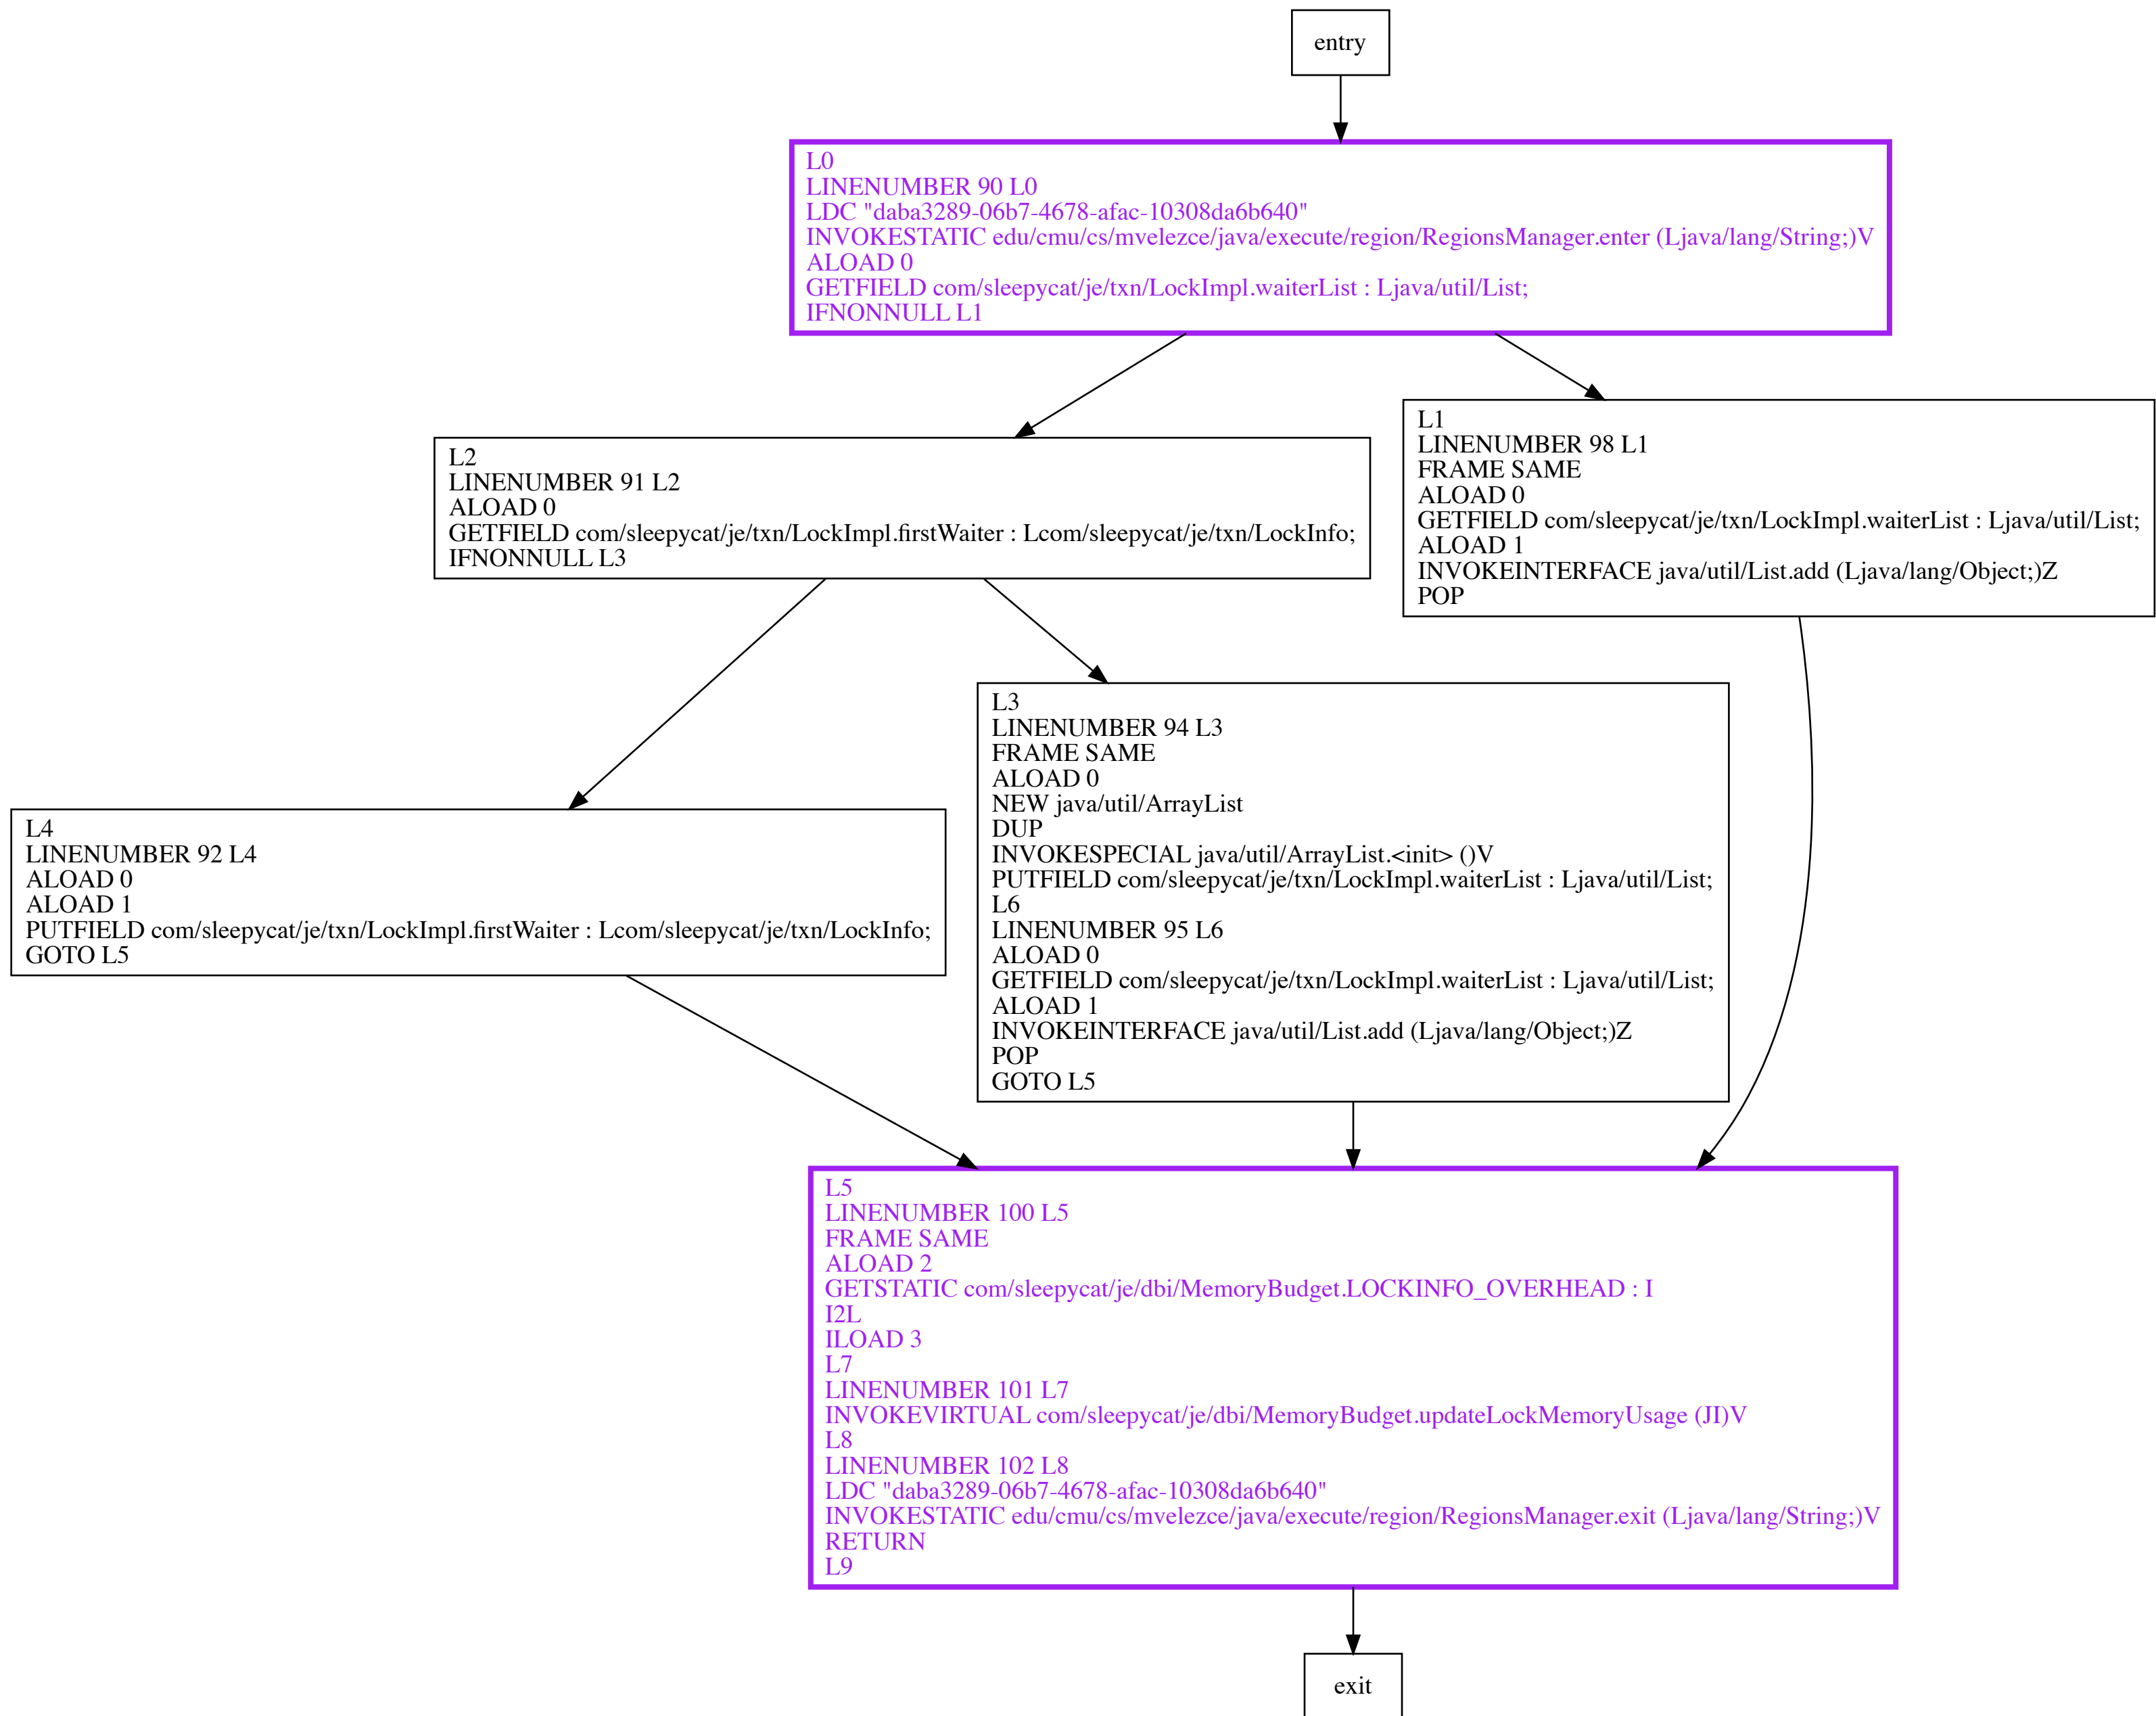 entry
L0
LINENUMBER 90 L0
LDC "daba3289-06b7-4678-afac-10308da6b640"
INVOKESTATIC edu/cmu/cs/mvelezce/java/execute/region/RegionsManager.enter (Ljava/lang/String;)V
ALOAD 0
GETFIELD com/sleepycat/je/txn/LockImpl.waiterList : Ljava/util/List;
IFNONNULL L1
L2
LINENUMBER 91 L2
ALOAD 0
GETFIELD com/sleepycat/je/txn/LockImpl.firstWaiter : Lcom/sleepycat/je/txn/LockInfo;
IFNONNULL L3
L1
LINENUMBER 98 L1
FRAME SAME
ALOAD 0
GETFIELD com/sleepycat/je/txn/LockImpl.waiterList : Ljava/util/List;
ALOAD 1
INVOKEINTERFACE java/util/List.add (Ljava/lang/Object;)Z
POP
L4
LINENUMBER 92 L4
ALOAD 0
ALOAD 1
PUTFIELD com/sleepycat/je/txn/LockImpl.firstWaiter : Lcom/sleepycat/je/txn/LockInfo;
GOTO L5
L3
LINENUMBER 94 L3
FRAME SAME
ALOAD 0
NEW java/util/ArrayList
DUP
INVOKESPECIAL java/util/ArrayList.<init> ()V
PUTFIELD com/sleepycat/je/txn/LockImpl.waiterList : Ljava/util/List;
L6
LINENUMBER 95 L6
ALOAD 0
GETFIELD com/sleepycat/je/txn/LockImpl.waiterList : Ljava/util/List;
ALOAD 1
INVOKEINTERFACE java/util/List.add (Ljava/lang/Object;)Z
POP
GOTO L5
L5
LINENUMBER 100 L5
FRAME SAME
ALOAD 2
GETSTATIC com/sleepycat/je/dbi/MemoryBudget.LOCKINFO_OVERHEAD : I
I2L
ILOAD 3
L7
LINENUMBER 101 L7
INVOKEVIRTUAL com/sleepycat/je/dbi/MemoryBudget.updateLockMemoryUsage (JI)V
L8
LINENUMBER 102 L8
LDC "daba3289-06b7-4678-afac-10308da6b640"
INVOKESTATIC edu/cmu/cs/mvelezce/java/execute/region/RegionsManager.exit (Ljava/lang/String;)V
RETURN
L9
exit